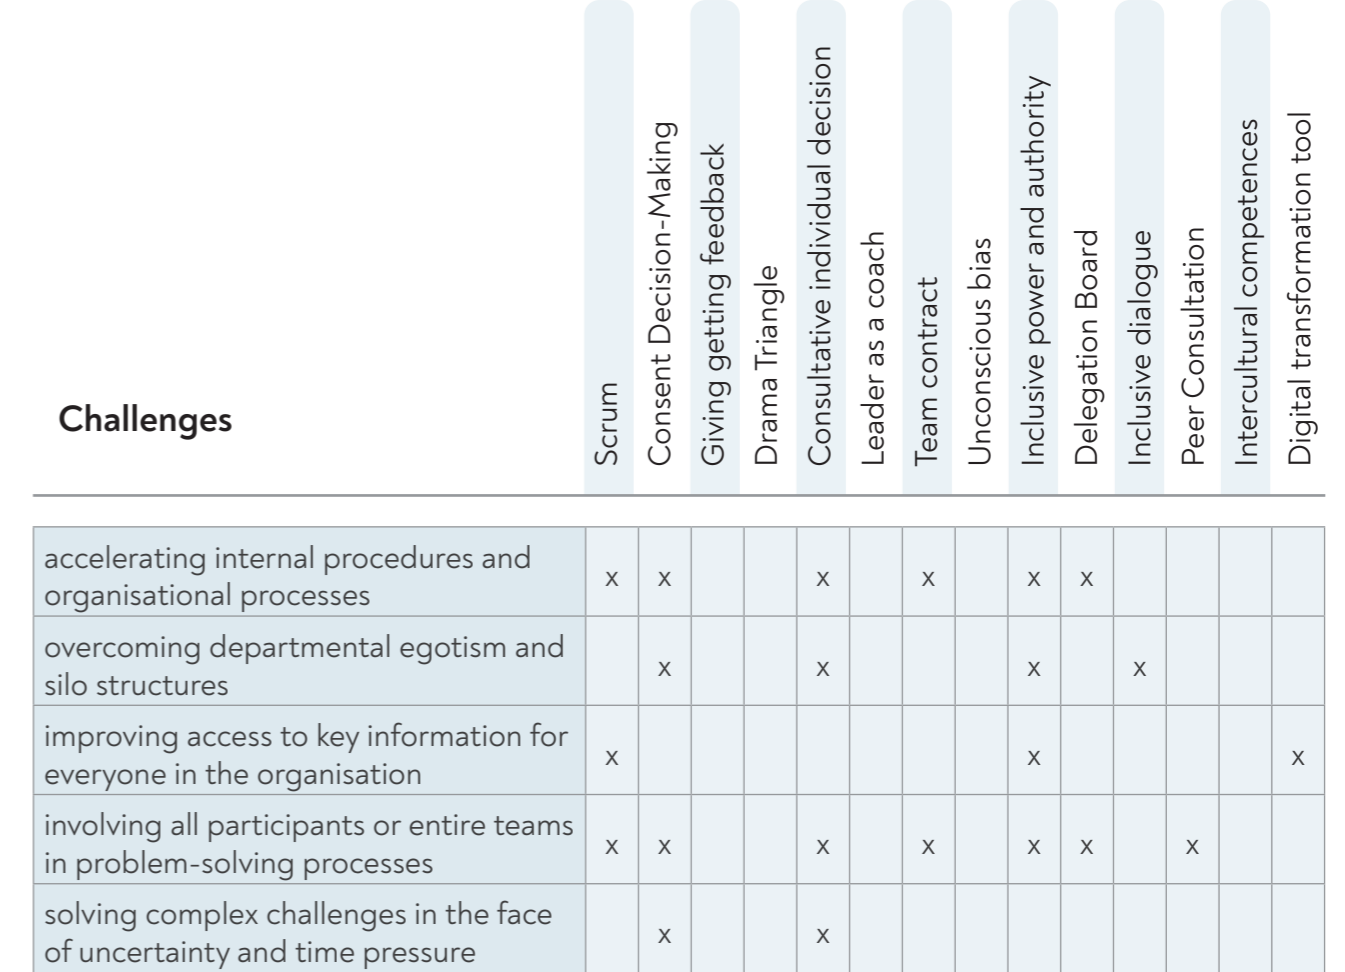 Challenges
Scrum
Consent Decision-Making
Giving getting feedback
Drama Triangle
Consultative individual decision
Leader as a coach
Team contract
Unconscious bias
Inclusive power and authority
Delegation Board
Inclusive dialogue
Peer Consultation
Intercultural competences
Digital transformation tool
accelerating internal procedures and
organisational processes
x x x x x x
overcoming departmental egotism and
silo structures
x x x x
improving access to key information for
everyone in the organisation
x x x
involving all participants or entire teams
in problem-solving processes
x x x x x x x
solving complex challenges in the face
of uncertainty and time pressure
x x